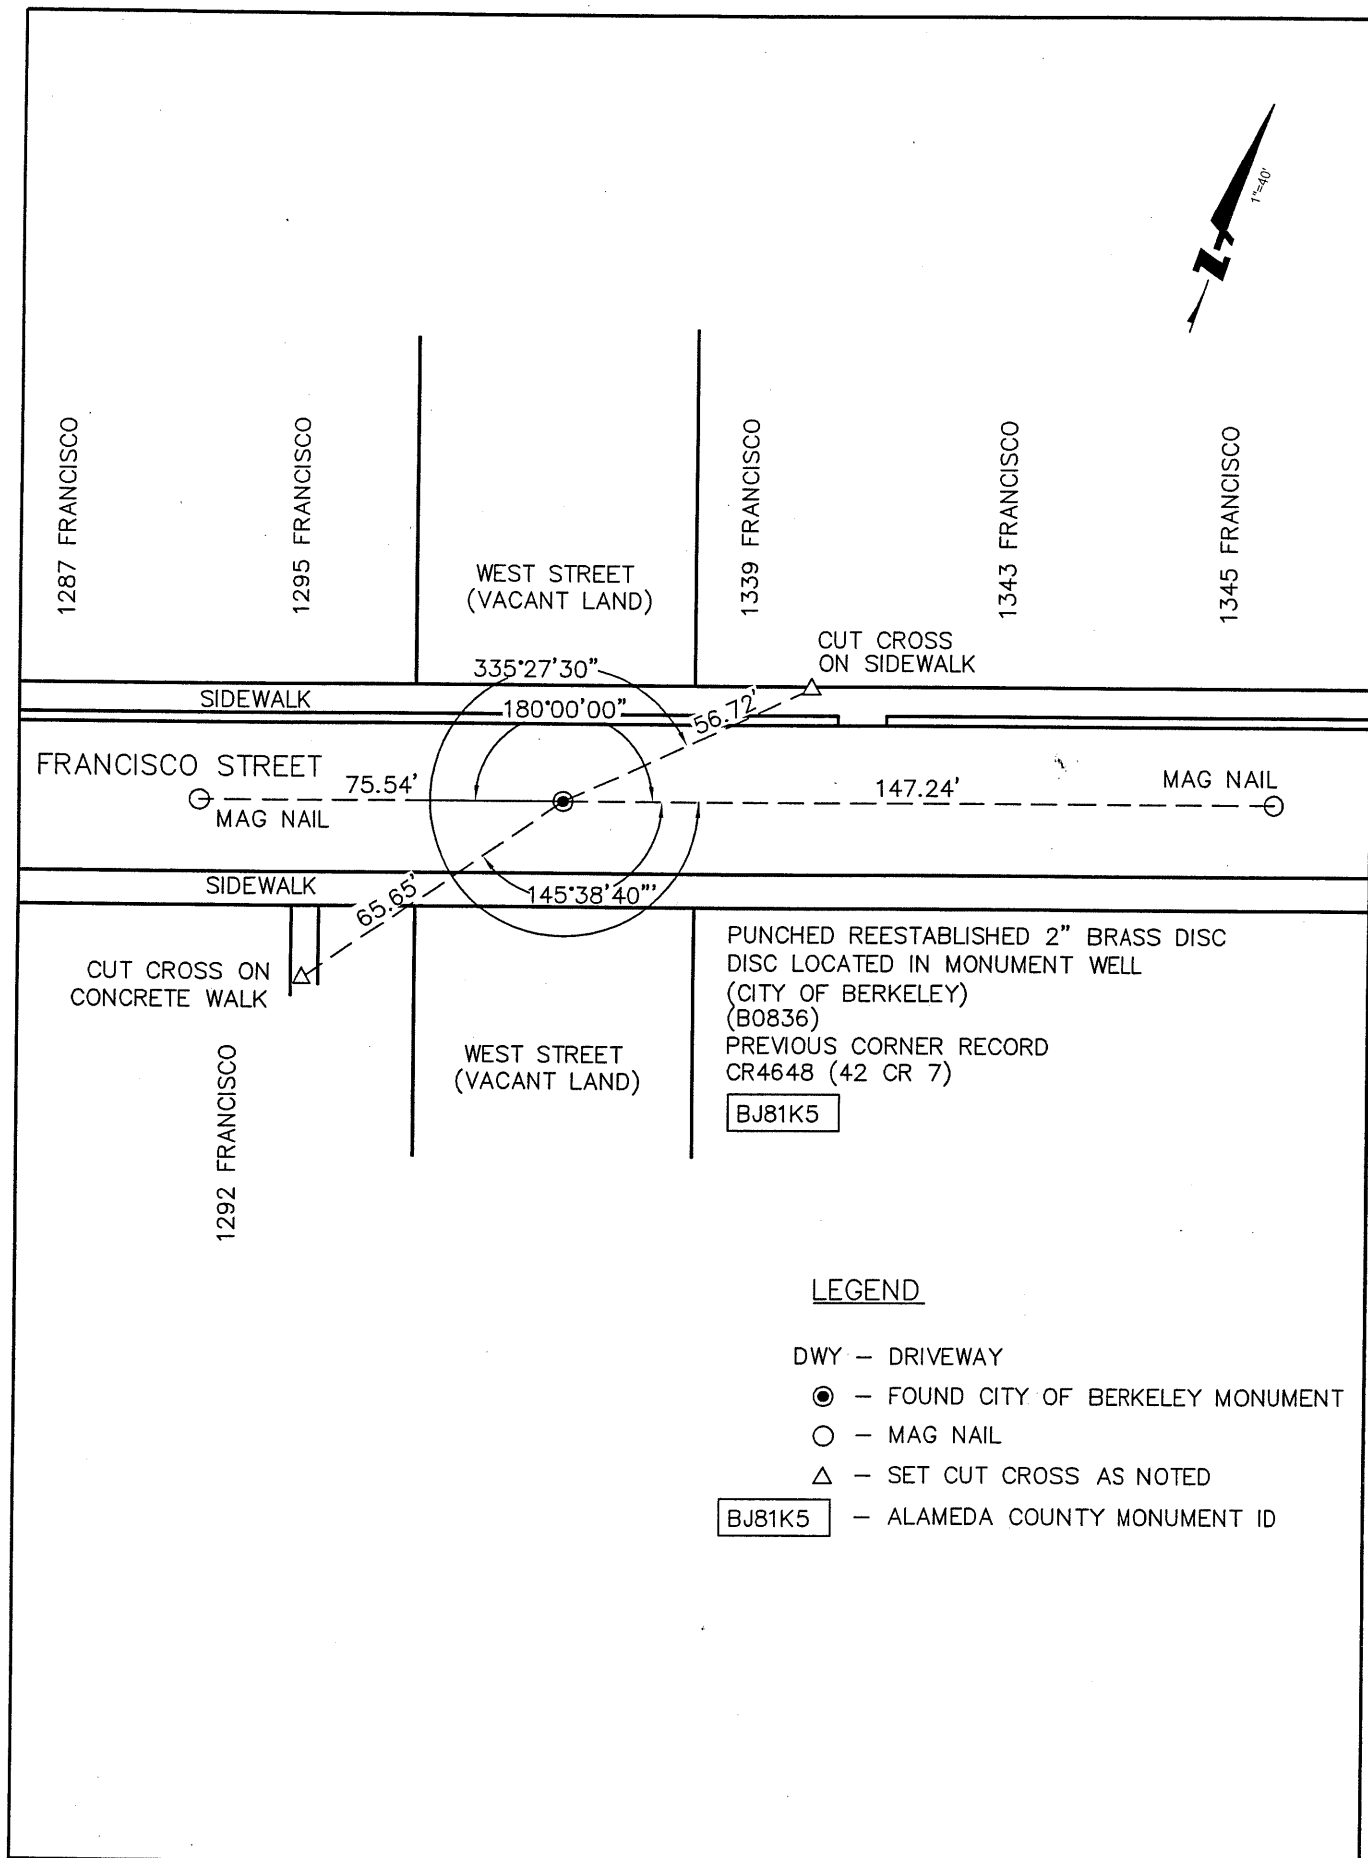 1"=40'
Z
1287 FRANCISCO
1295 FRANCISCO
WEST STREET
(VACANT LAND)
1339 FRANCISCO
1343 FRANCISCO
1345 FRANCISCO
CUT CROSS
ON SIDEWALK
335°27'30"
SIDEWALK
180°00'00"
56.72'
FRANCISCO STREET
75.54'
147.24'
MAG NAIL
MAG NAIL
SIDEWALK
65.65'
145°38'40"'
CUT CROSS ON
CONCRETE WALK
1292 FRANCISCO
WEST STREET
(VACANT LAND)
PUNCHED REESTABLISHED 2" BRASS DISC
DISC LOCATED IN MONUMENT WELL
(CITY OF BERKELEY)
(B0836)
PREVIOUS CORNER RECORD
CR4648 (42 CR 7)
BJ81K5
LEGEND
DWY – DRIVEWAY
– FOUND CITY OF BERKELEY MONUMENT
– MAG NAIL
– SET CUT CROSS AS NOTED
BJ81K5 – ALAMEDA COUNTY MONUMENT ID